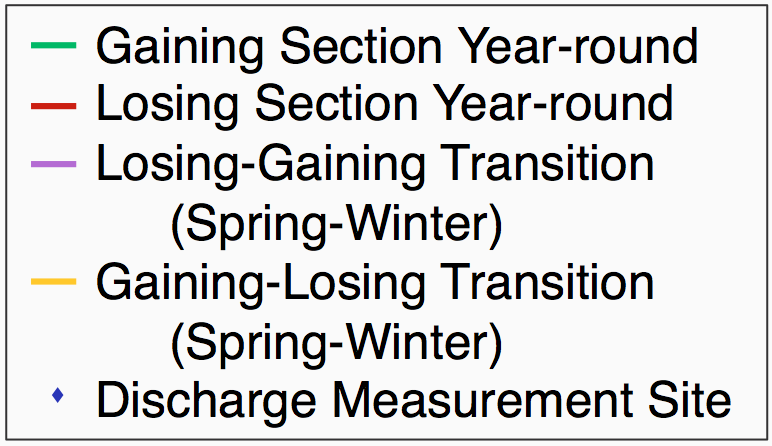 Gaining Section Year-round
Losing Section Year-round
Losing-Gaining Transition
(Spring-Winter)
Gaining-Losing Transition
(Spring-Winter)
Discharge Measurement Site